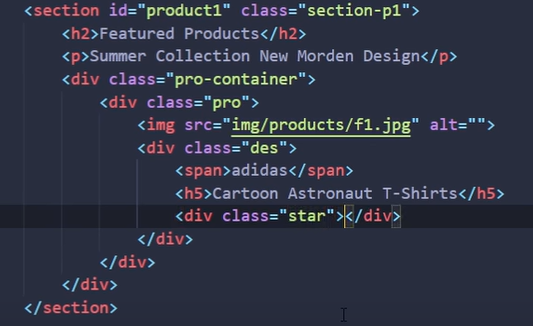 <section id="product1" class="section-p1">
<h2>Featured Products</h2>
<p>Summer Collection New Morden Design</p>
<div class="pro-container">
<div class="pro">
<img src="img/products/f1.jpg" alt="">
<div class="des">
<span>adidas</span>
<h5>Cartoon Astronaut T-Shirts</h5>
<div class="star"></div>
</div>
</div>
</div>
</section>